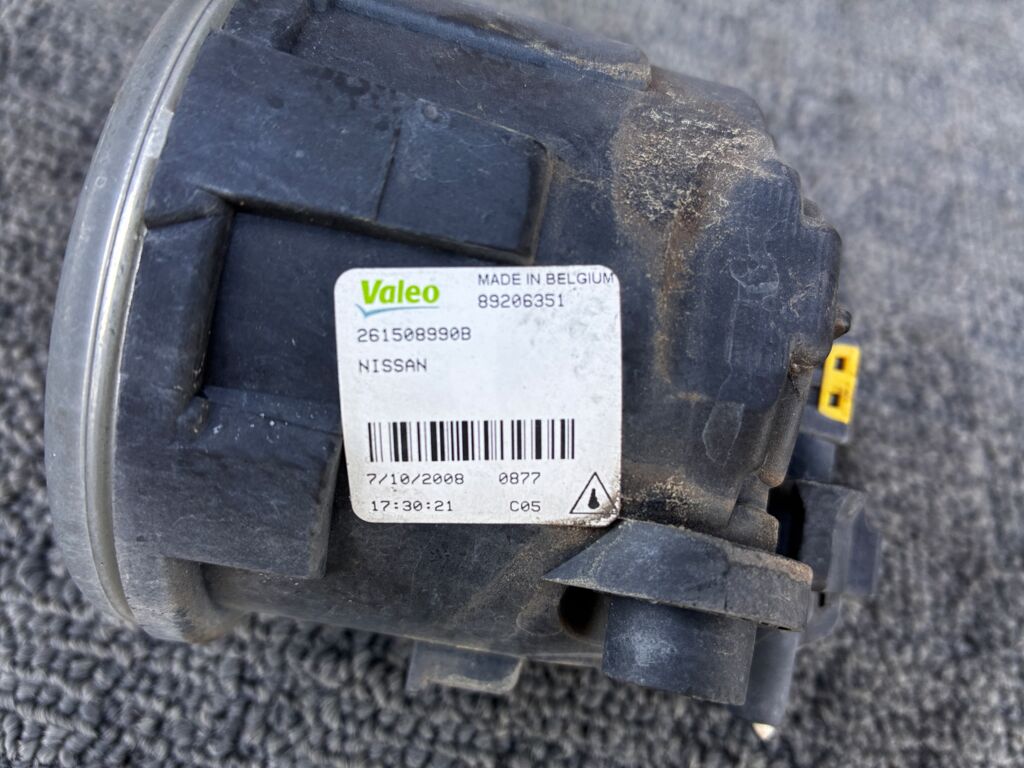 Valeo
MADE IN BELGIUM
89206351
261508990B
NISSAN
7/10/2008 0877
17:30:21 C05